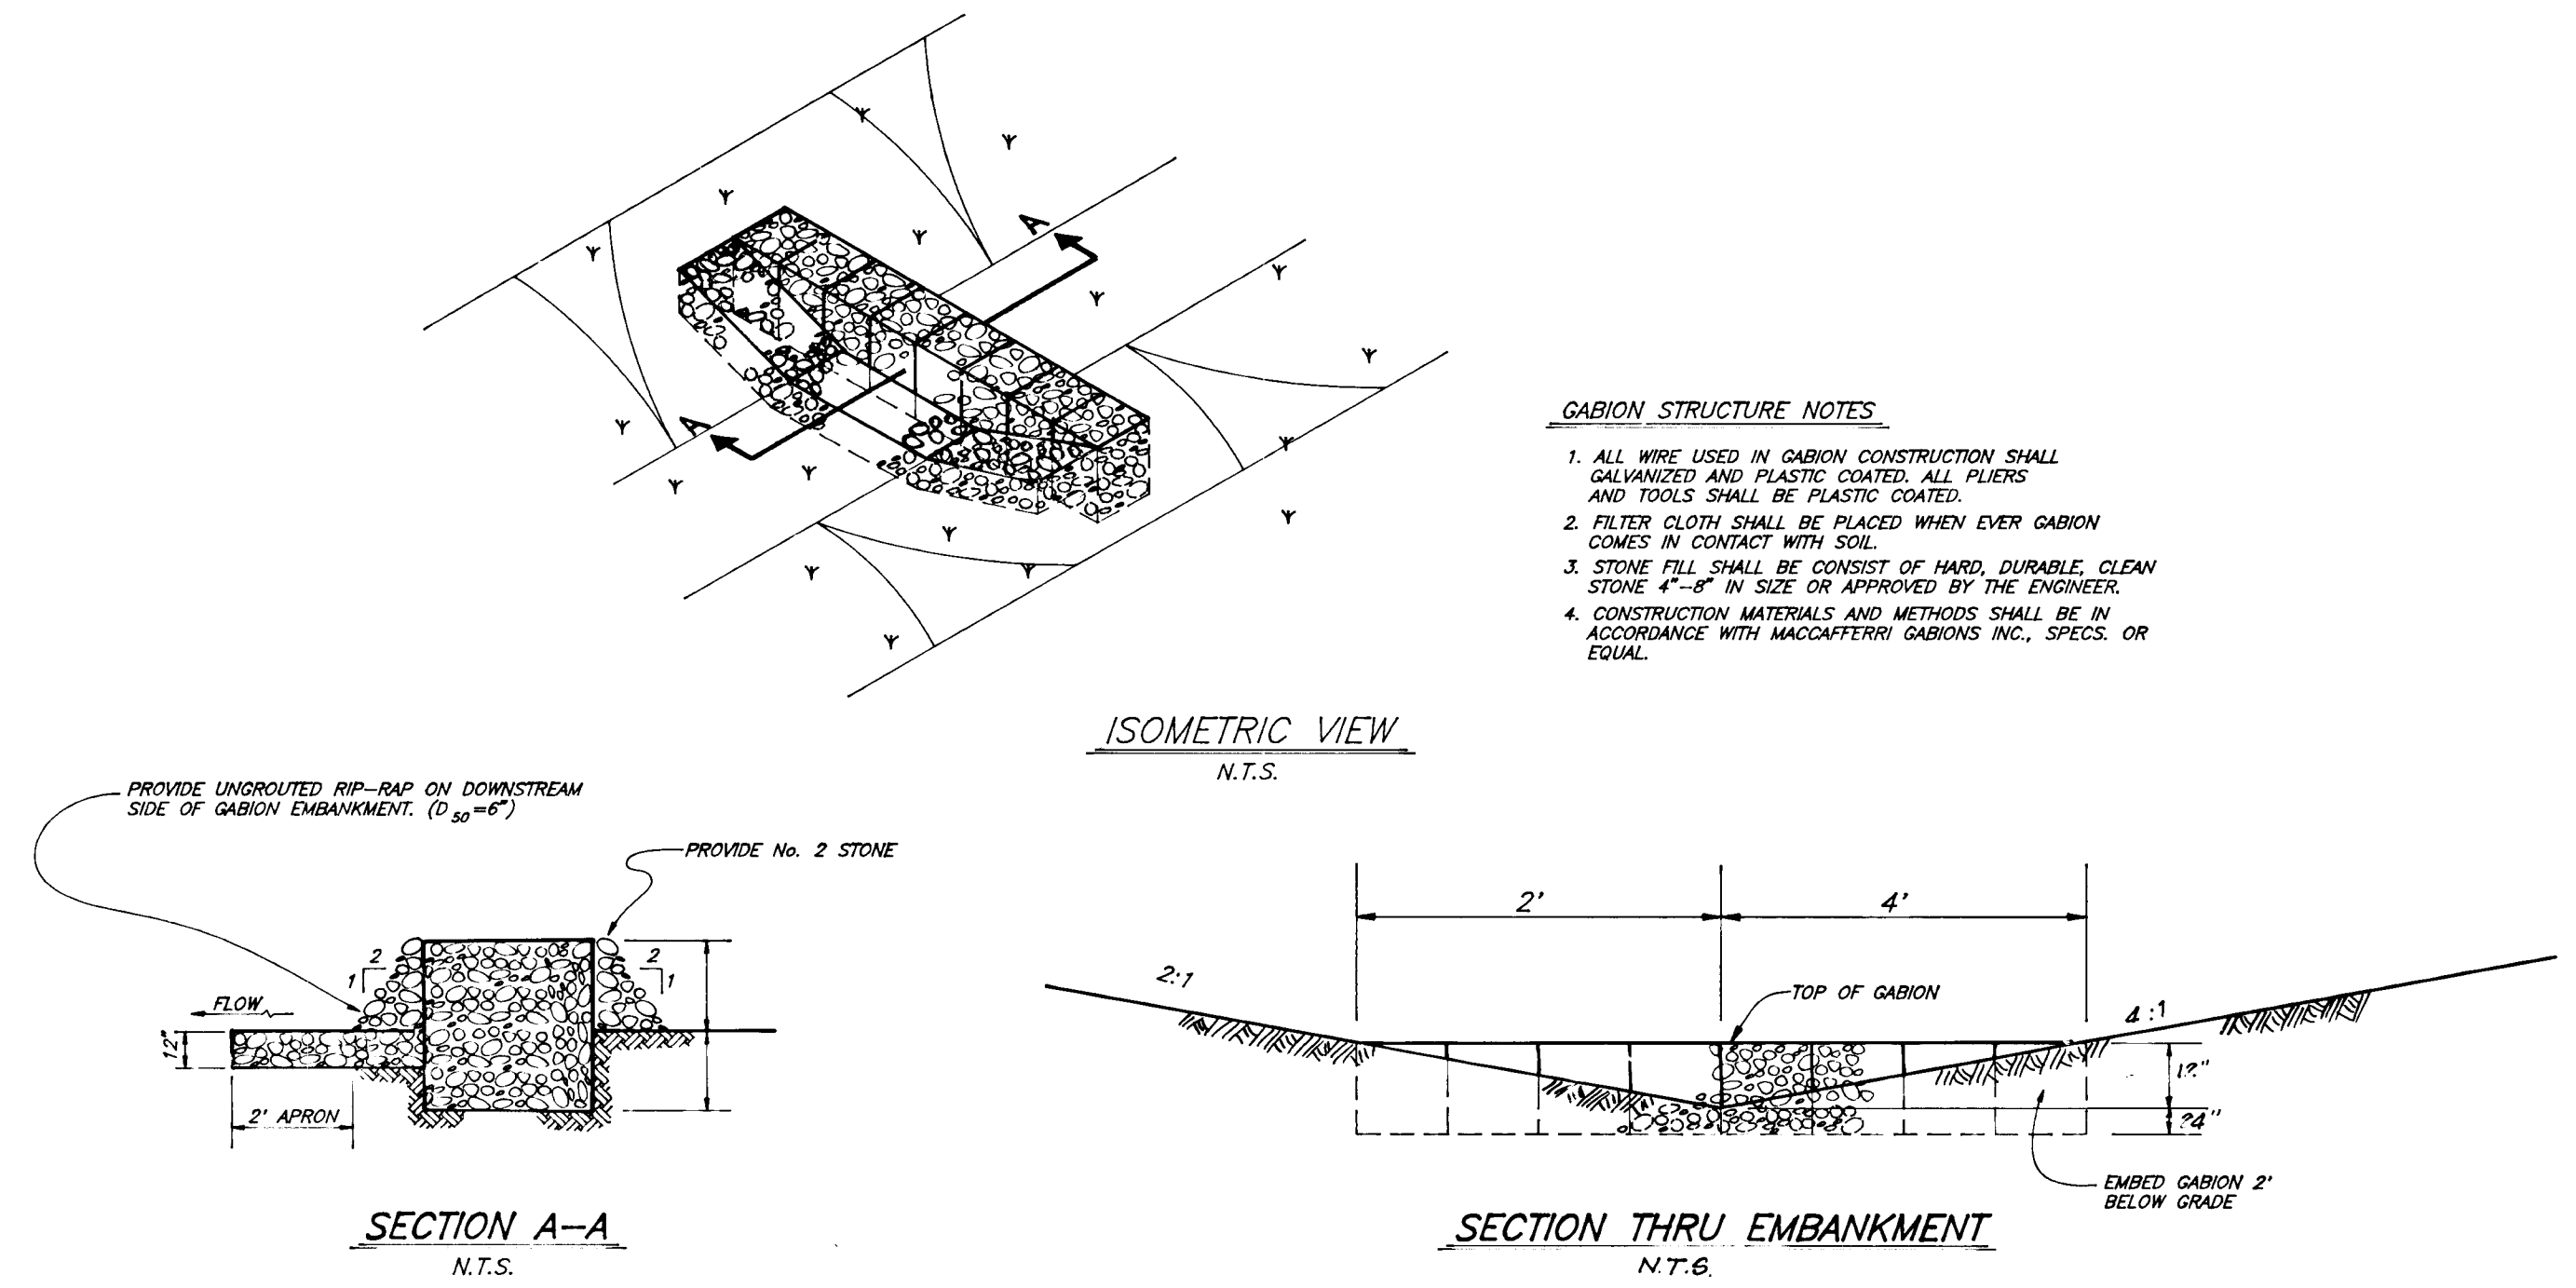 A
A
GABION STRUCTURE NOTES
1. ALL WIRE USED IN GABION CONSTRUCTION SHALL
GALVANIZED AND PLASTIC COATED. ALL PLIERS
AND TOOLS SHALL BE PLASTIC COATED.
2. FILTER CLOTH SHALL BE PLACED WHEN EVER GABION
COMES IN CONTACT WITH SOIL.
3. STONE FILL SHALL BE CONSIST OF HARD, DURABLE, CLEAN
STONE 4"-8" IN SIZE OR APPROVED BY THE ENGINEER.
4. CONSTRUCTION MATERIALS AND METHODS SHALL BE IN
ACCORDANCE WITH MACCAFFERRI GABIONS INC., SPECS. OR
EQUAL.
ISOMETRIC VIEW
N.T.S.
PROVIDE UNGROUTED RIP-RAP ON DOWNSTREAM
SIDE OF GABION EMBANKMENT. (D50=6")
PROVIDE No. 2 STONE
2
1
2
1
FLOW
12"
2' APRON
SECTION A-A
N.T.S.
2'
4'
2:1
TOP OF GABION
4:1
12"
24"
EMBED GABION 2'
BELOW GRADE
SECTION THRU EMBANKMENT
N.T.S.